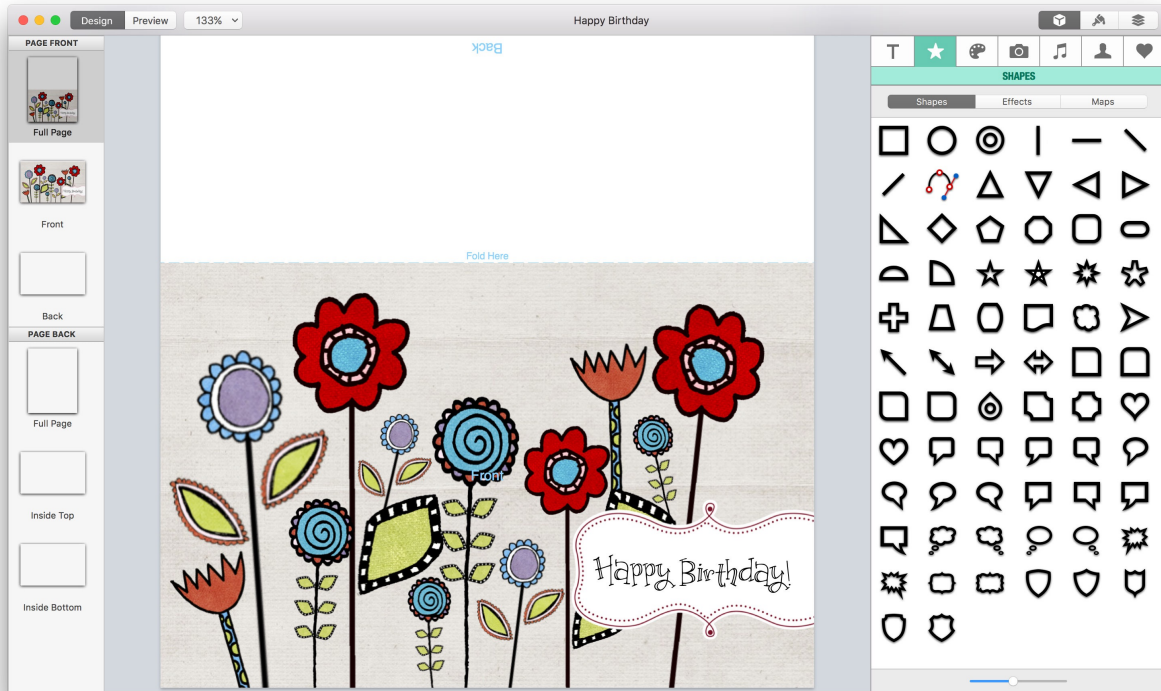 Design
Preview
133%
Happy Birthday
PAGE FRONT
Full Page
Front
Back
PAGE BACK
Full Page
Inside Top
Inside Bottom
Back
Fold Here
Front
Happy Birthday!
T
SHAPES
Shapes
Effects
Maps